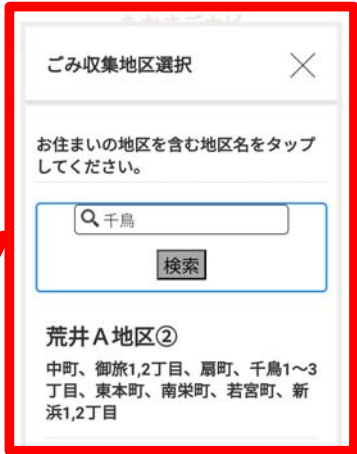 ごみ収集地区選択
お住まいの地区を含む地区名をタップ
してください。
千鳥
検索
荒井A地区②
中町、御旅1,2丁目、扇町、千鳥1～3
丁目、東本町、南栄町、若宮町、新
浜1,2丁目